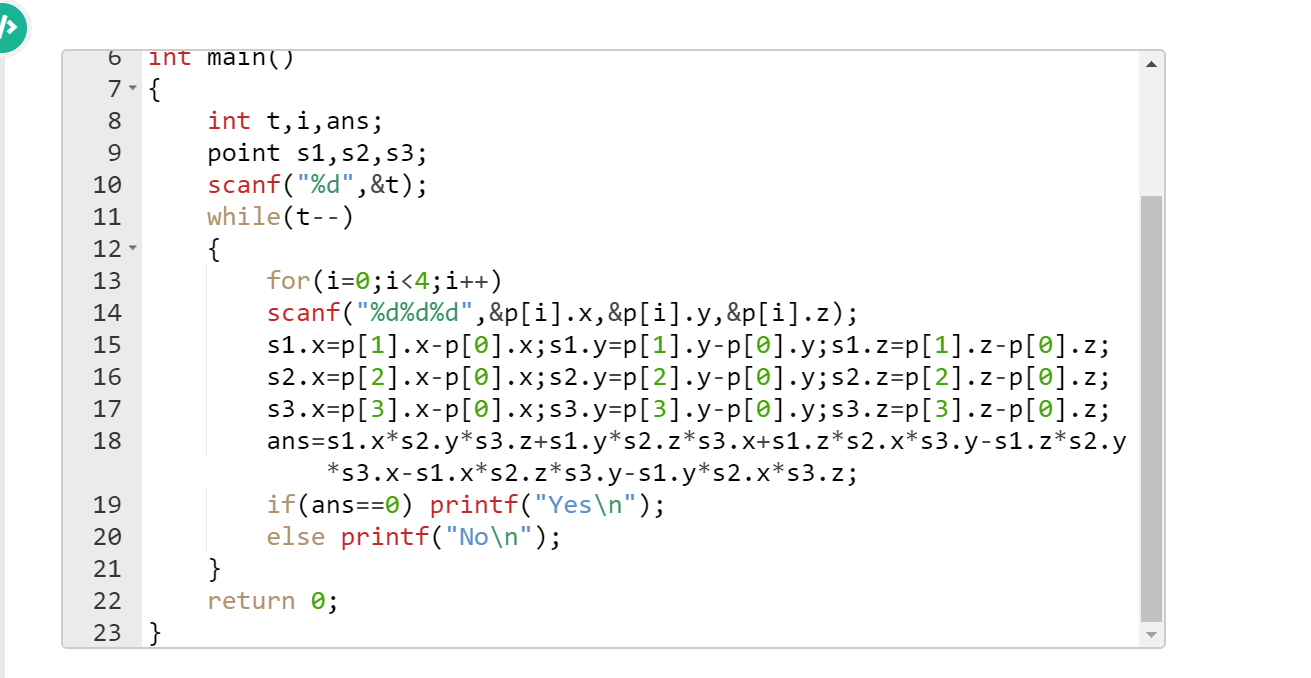 6 int main()
7 {
8 int t,i,ans;
9 point s1,s2,s3;
10 scanf("%d",&t);
11 while(t--)
12 {
13 for(i=0;i<4;i++)
14 scanf("%d%d%d",&p[i].x,&p[i].y,&p[i].z);
15 s1.x=p[1].x-p[0].x;s1.y=p[1].y-p[0].y;s1.z=p[1].z-p[0].z;
16 s2.x=p[2].x-p[0].x;s2.y=p[2].y-p[0].y;s2.z=p[2].z-p[0].z;
17 s3.x=p[3].x-p[0].x;s3.y=p[3].y-p[0].y;s3.z=p[3].z-p[0].z;
18 ans=s1.x*s2.y*s3.z+s1.y*s2.z*s3.x+s1.z*s2.x*s3.y-s1.z*s2.y
*s3.x-s1.x*s2.z*s3.y-s1.y*s2.x*s3.z;
19 if(ans==0) printf("Yes\n");
20 else printf("No\n");
21 }
22 return 0;
23 }